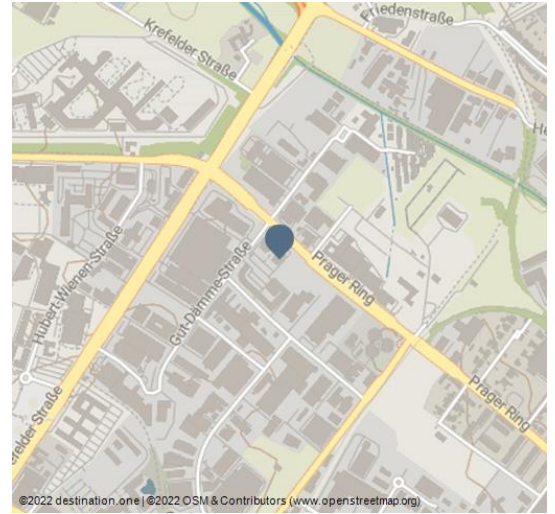 Friedenstraße
Krefelder Straße
He
Hubert-Wienen-Straße
Gut-Dämme-Straße
Prager Ring
Prager Ring
efelder Straße
©2022 destination.one | ©2022 OSM & Contributors (www.openstreetmap.org)